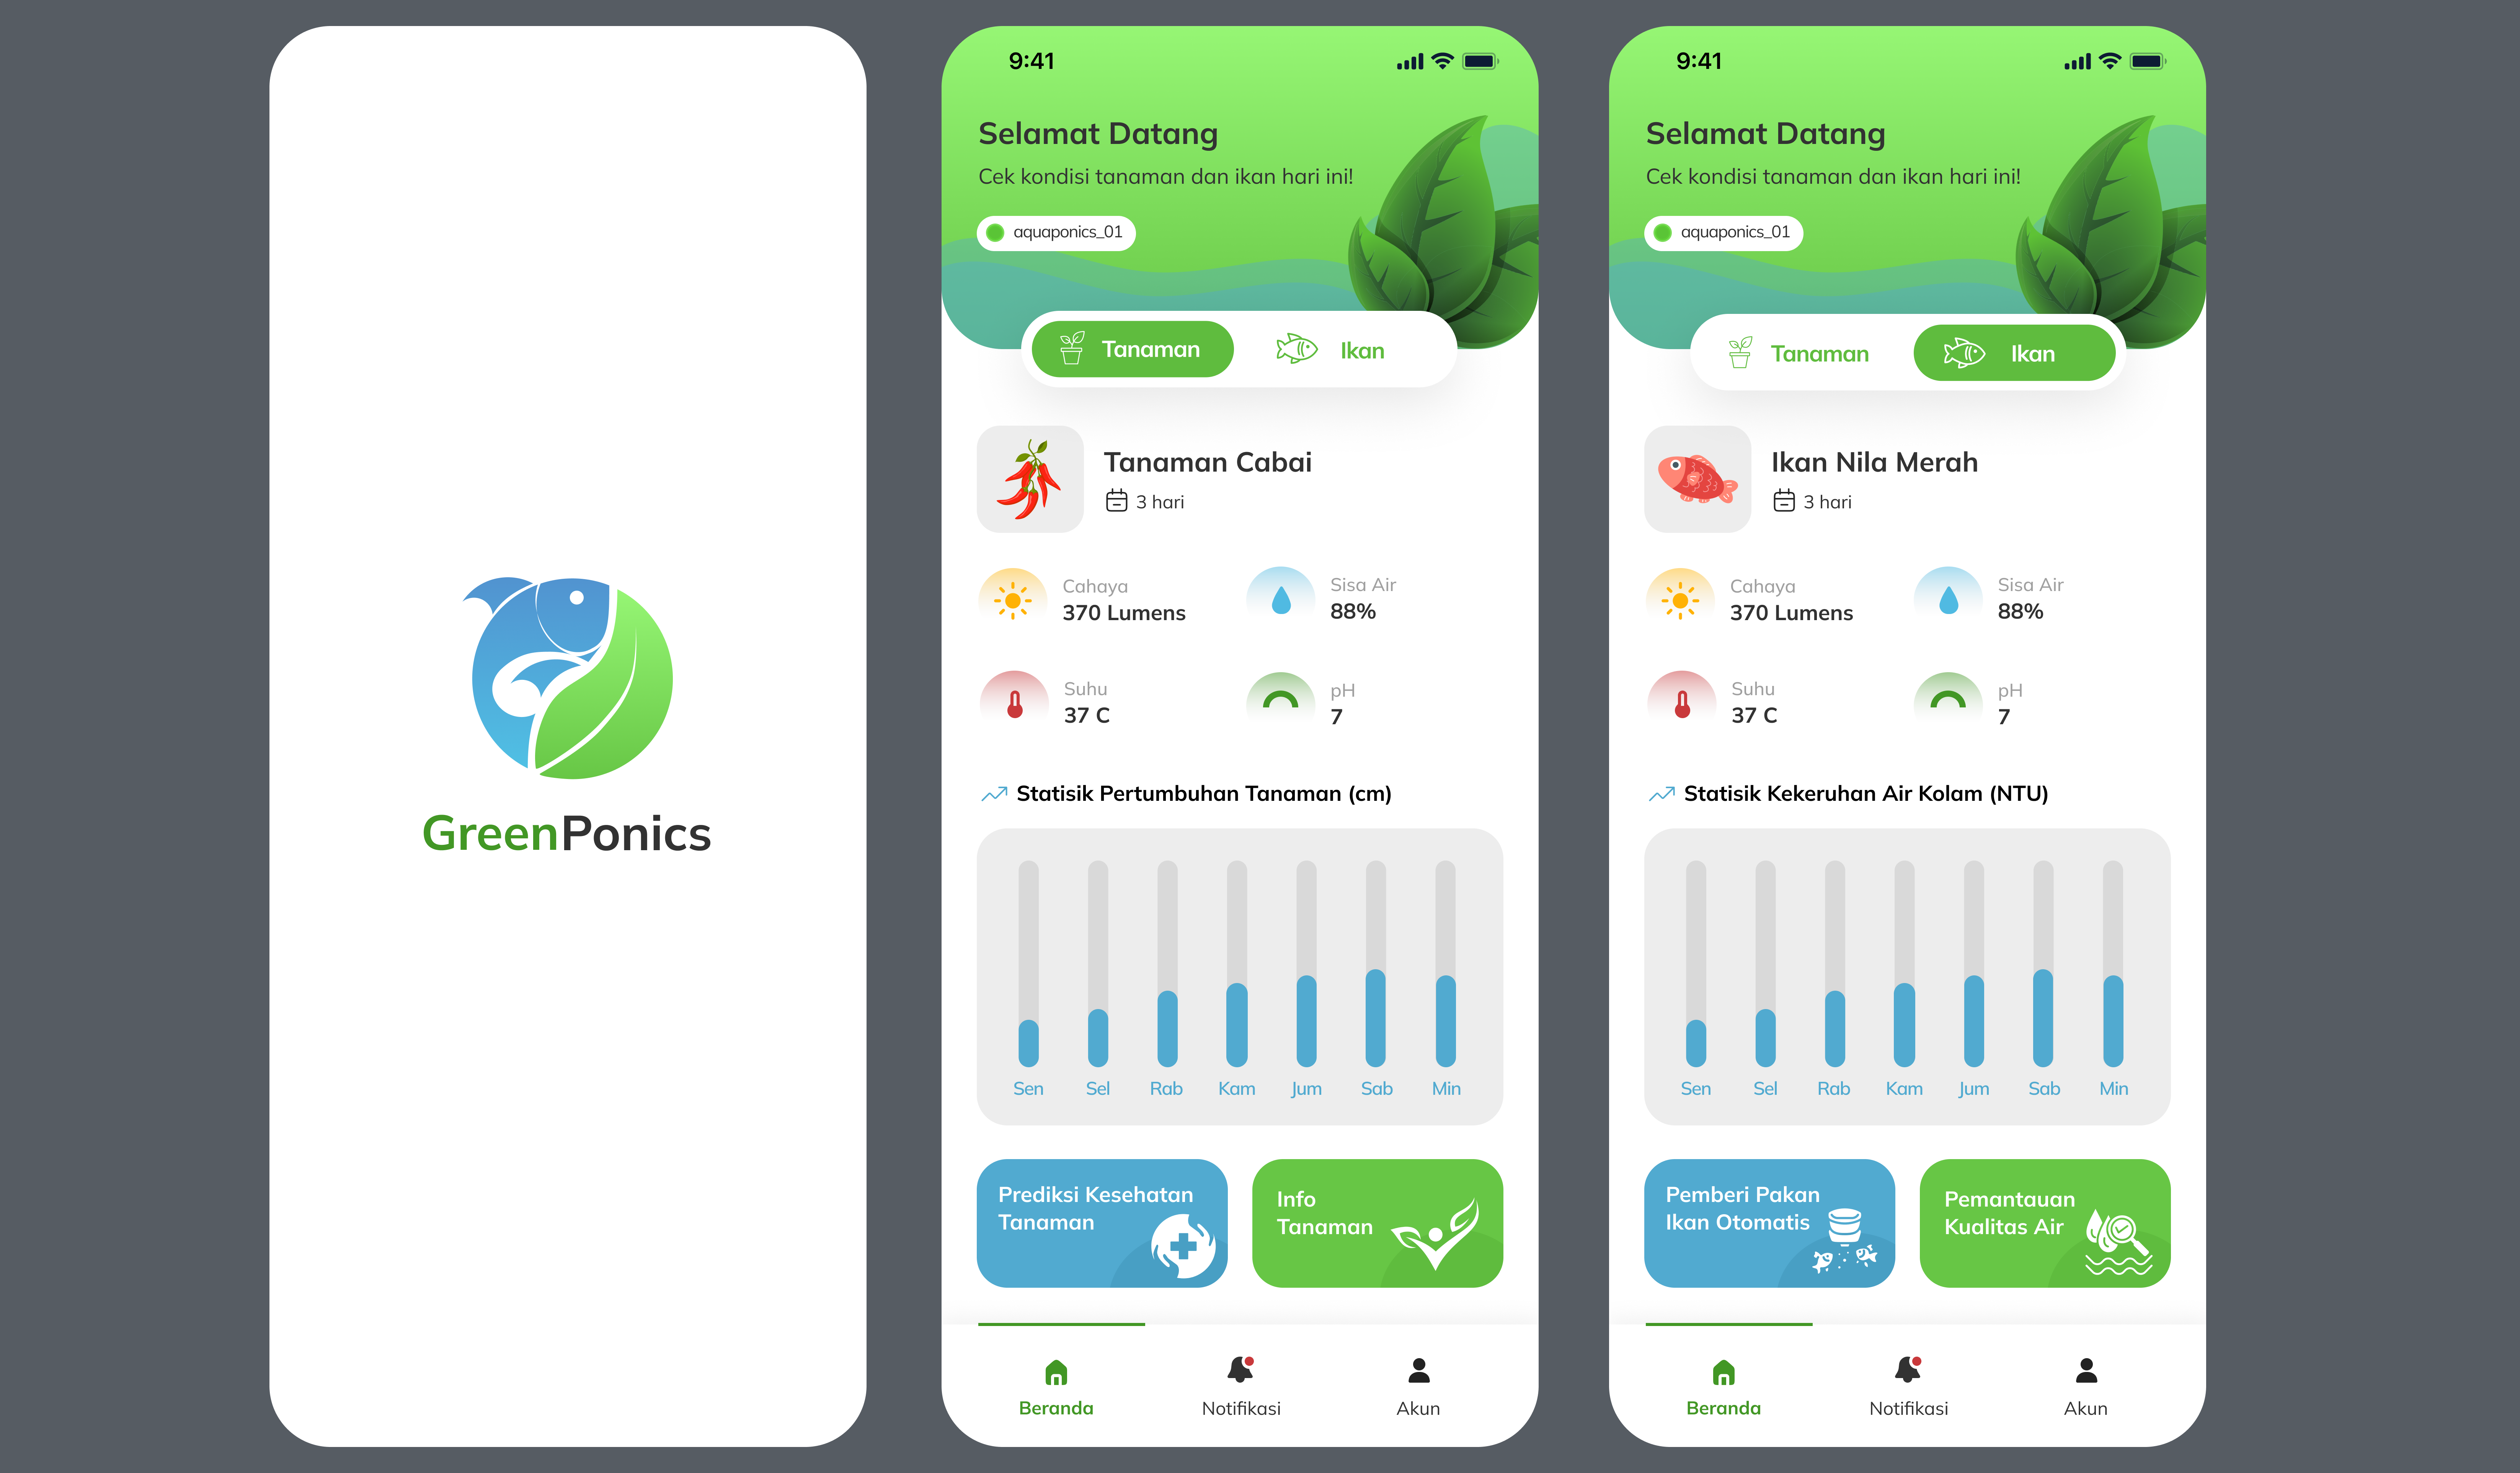 GreenPonics
9:41
Selamat Datang
Cek kondisi tanaman dan ikan hari ini!
aquaponics_01
Tanaman
Ikan
Tanaman Cabai
3 hari
Cahaya
370 Lumens
Sisa Air
88%
Suhu
37 C
pH
7
Statistik Pertumbuhan Tanaman (cm)
Sen Sel Rab Kam Jum Sab Min
Prediksi Kesehatan
Tanaman
Info
Tanaman
Beranda
Notifikasi
Akun
9:41
Selamat Datang
Cek kondisi tanaman dan ikan hari ini!
aquaponics_01
Tanaman
Ikan
Ikan Nila Merah
3 hari
Cahaya
370 Lumens
Sisa Air
88%
Suhu
37 C
pH
7
Statisik Kekeruhan Air Kolam (NTU)
Sen Sel Rab Kam Jum Sab Min
Pemberi Pakan
Ikan Otomatis
Pemantauan
Kualitas Air
Beranda
Notifikasi
Akun